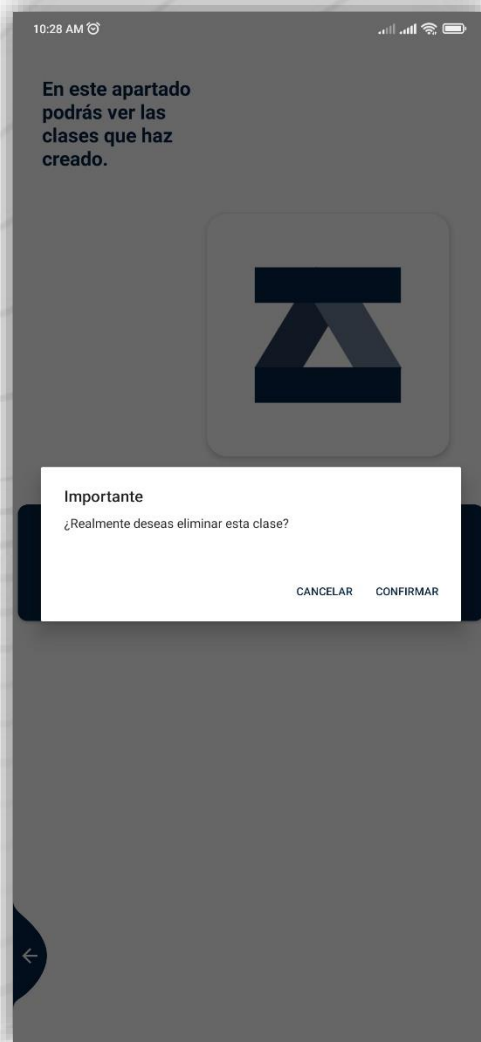 10:28 AM
En este apartado
podrás ver las
clases que haz
creado.
Importante
¿Realmente deseas eliminar esta clase?
CANCELAR CONFIRMAR